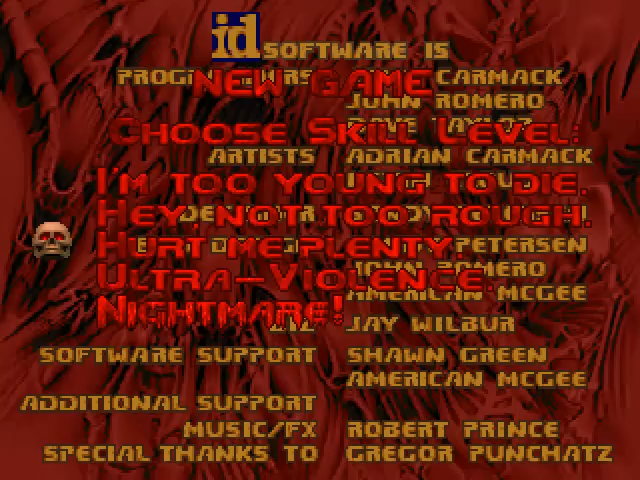 id SOFTWARE IS
CARMACK
NEW GAME
JOHN ROMERO
Choose Skill Level:
ARTISTS ADRIAN CARMACK
I'm too young to die.
Hey, not too rough.
Hurt me plenty. PETERSEN
JOHN ROMERO
Ultra-Violence.
AMERICAN MCGEE
Nightmare!
JAY WILBUR
SOFTWARE SUPPORT SHAWN GREEN
AMERICAN MCGEE
ADDITIONAL SUPPORT
MUSIC/FX ROBERT PRINCE
SPECIAL THANKS TO GREGOR PUNCHATZ